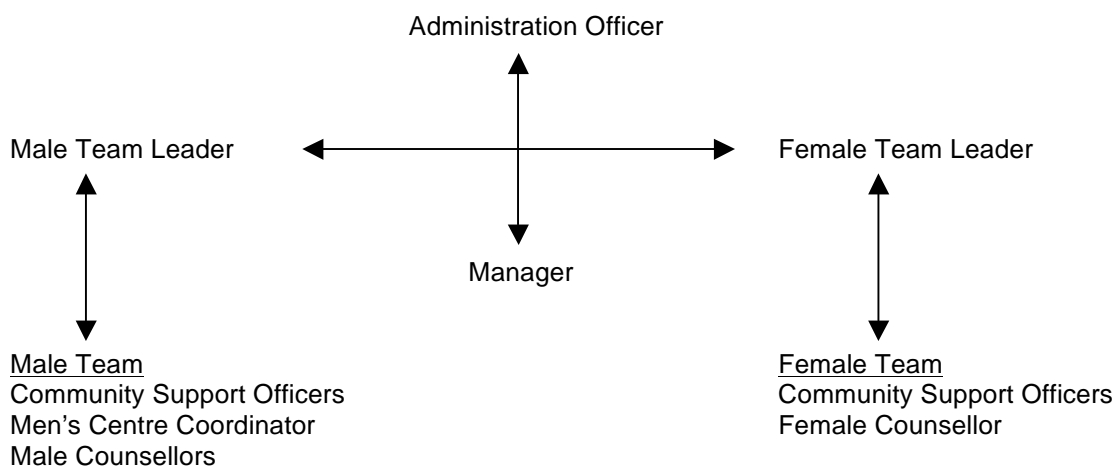 Administration Officer
Male Team Leader
Female Team Leader
Manager
Male Team
Community Support Officers
Men's Centre Coordinator
Male Counsellors
Female Team
Community Support Officers
Female Counsellor